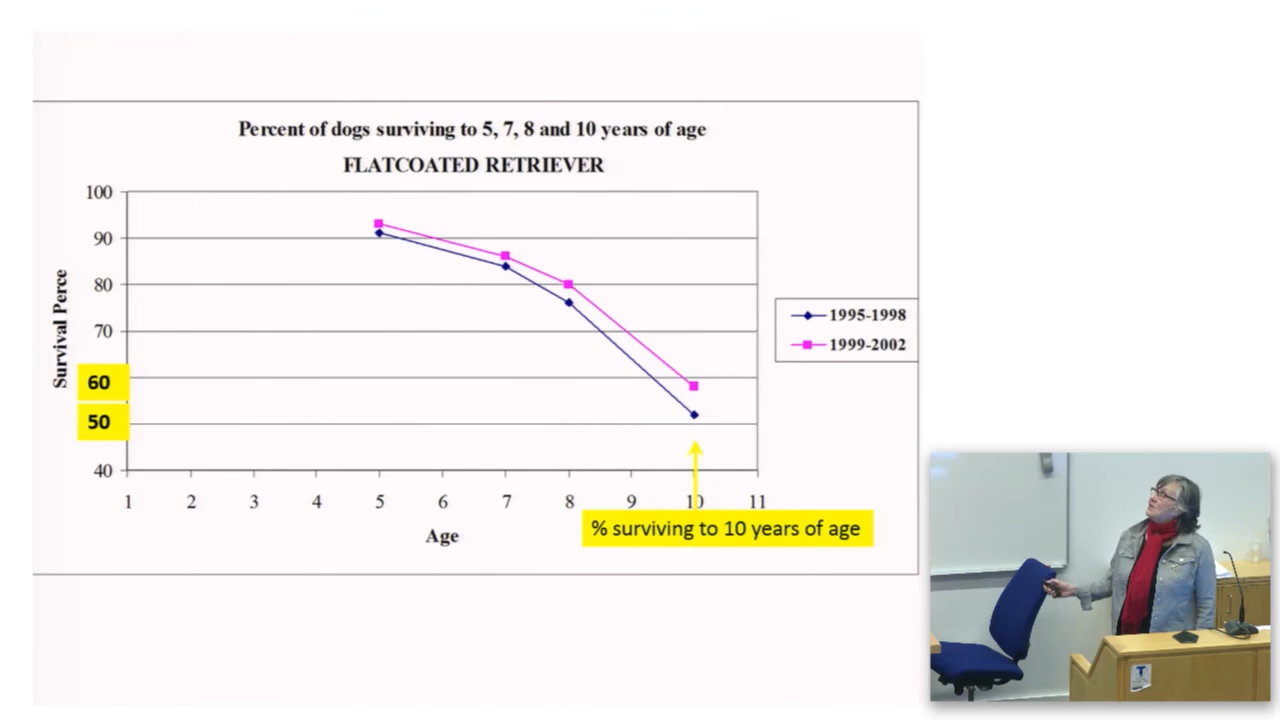 Percent of dogs surviving to 5, 7, 8 and 10 years of age
FLATCOATED RETRIEVER
100
90
80
70
60
50
40
Survival Perce
1 2 3 4 5 6 7 8 9 10 11
Age
1995-1998
1999-2002
% surviving to 10 years of age